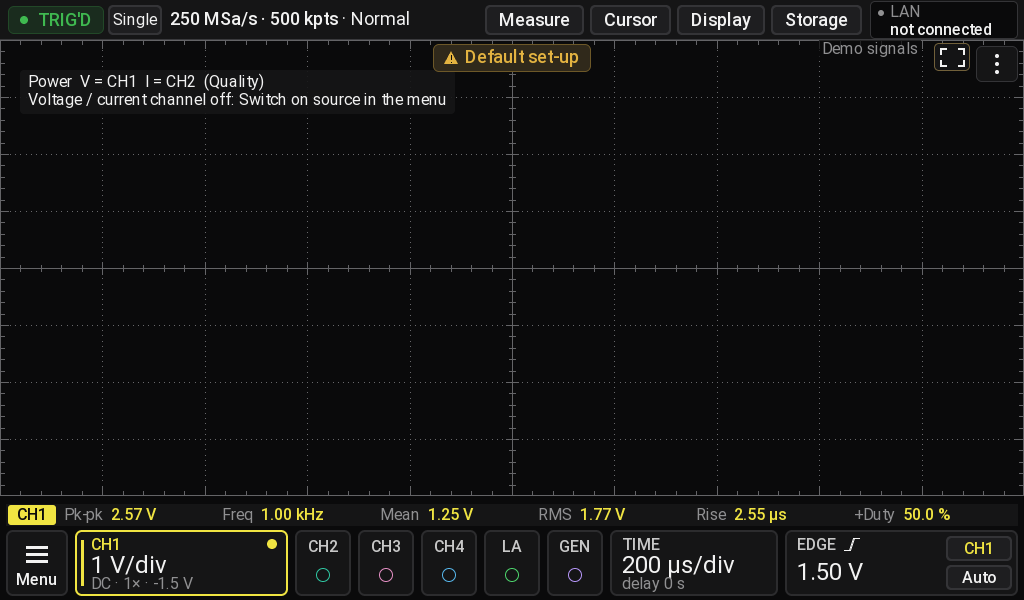 TRIG'D
Single
250 MSa/s · 500 kpts · Normal
Measure
Cursor
Display
Storage
LAN
not connected
Default set-up
Demo signals
Power V = CH1 I = CH2 (Quality)
Voltage / current channel off: Switch on source in the menu
CH1 Pk-pk 2.57 V Freq 1.00 kHz Mean 1.25 V RMS 1.77 V Rise 2.55 µs +Duty 50.0 %
Menu
CH1
1 V/div
DC · 1× · -1.5 V
CH2
CH3
CH4
LA
GEN
TIME
200 µs/div
delay 0 s
EDGE
1.50 V
CH1
Auto